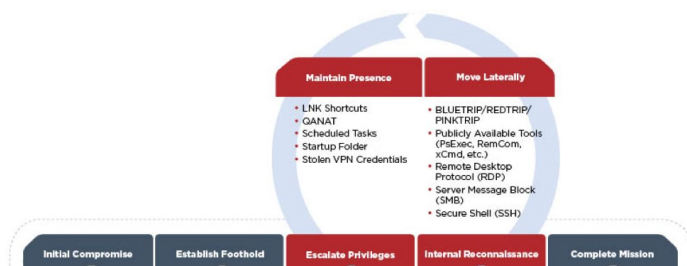 Maintain Presence
Move Laterally
• LNK Shortcuts
• QANAT
• Scheduled Tasks
• Startup Folder
• Stolen VPN Credentials
• BLUETRIP/REDTRIP/
PINKTRIP
• Publicly Available Tools
(PsExec, RemCom,
xCmd, etc.)
• Remote Desktop
Protocol (RDP)
• Server Message Block
(SMB)
• Secure Shell (SSH)
Initial Compromise
Establish Foothold
Escalate Privileges
Internal Reconnaissance
Complete Mission